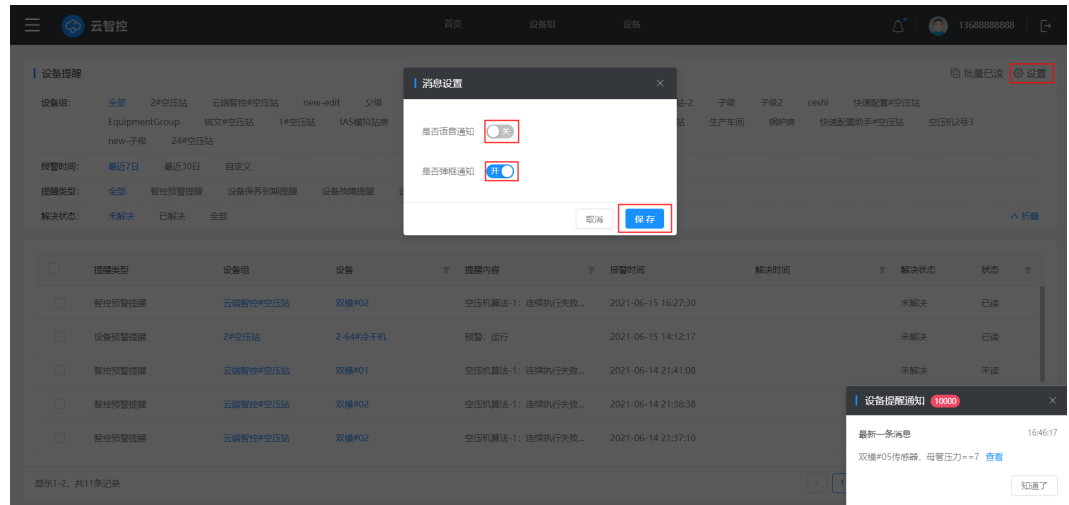 云智控
首页 设备组 设备
13688888888
设备提醒
批量已读 设置
设备组: 全部 2#空压站 云端智控#空压站 new-edit 父级 站-2 子级 子级2 ceshi 快速配置#空压站
EquipmentGroup 铭文#空压站 1#空压站 IAS模拟站房 站 生产车间 锅炉房 快速配置助手#空压站 空压机2号3
new-子级 24#空压站
报警时间: 最近7日 最近30日 自定义
提醒类型: 全部 智控预警提醒 设备保养到期提醒 设备故障提醒
解决状态: 未解决 已解决 全部
折叠
消息设置
是否语音通知 关
是否弹框通知 开
取消 保存
提醒类型 设备组 设备 提醒内容 报警时间 解决时间 解决状态 状态
智控预警提醒 云端智控#空压站 双模#02 空压机算法-1：连续执行失败... 2021-06-15 16:27:30 未解决 已读
设备预警提醒 2#空压站 2-64#冷干机 预警：运行 2021-06-15 14:12:17 未解决 已读
智控预警提醒 云端智控#空压站 双模#01 空压机算法-1：连续执行失败... 2021-06-14 21:41:08 未解决 未读
智控预警提醒 云端智控#空压站 双模#02 空压机算法-1：连续执行失败... 2021-06-14 21:38:38
智控预警提醒 云端智控#空压站 双模#02 空压机算法-1：连续执行失败... 2021-06-14 21:37:10
显示1-2，共11条记录
1
设备提醒通知 10000
最新一条消息 16:46:17
双模#05传感器，母管压力==7 查看
知道了